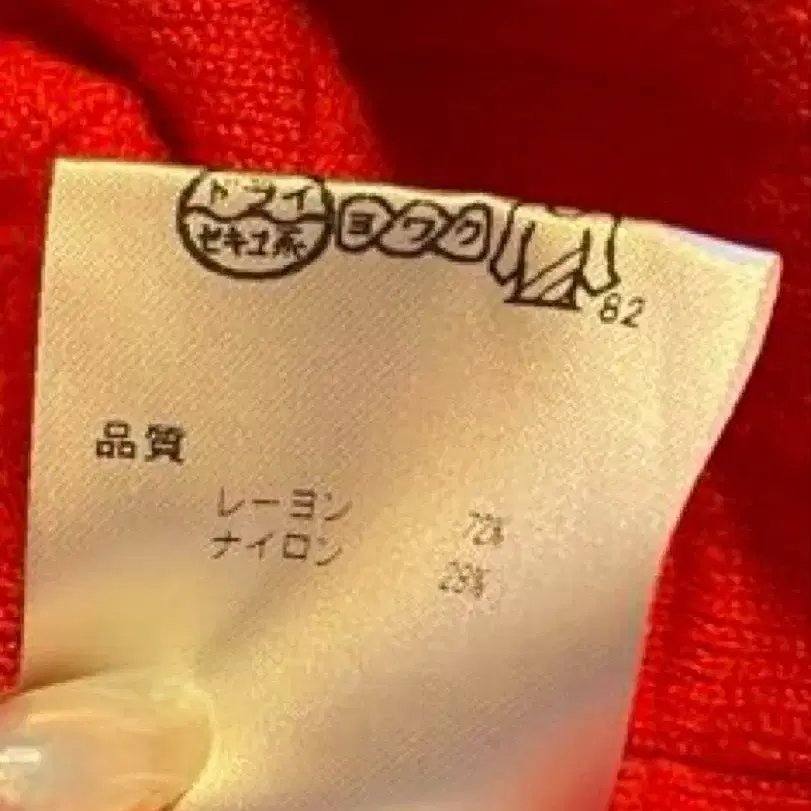 ドライ
セキユ系
ヨワク
82
品質
レーヨン 72%
ナイロン 28%